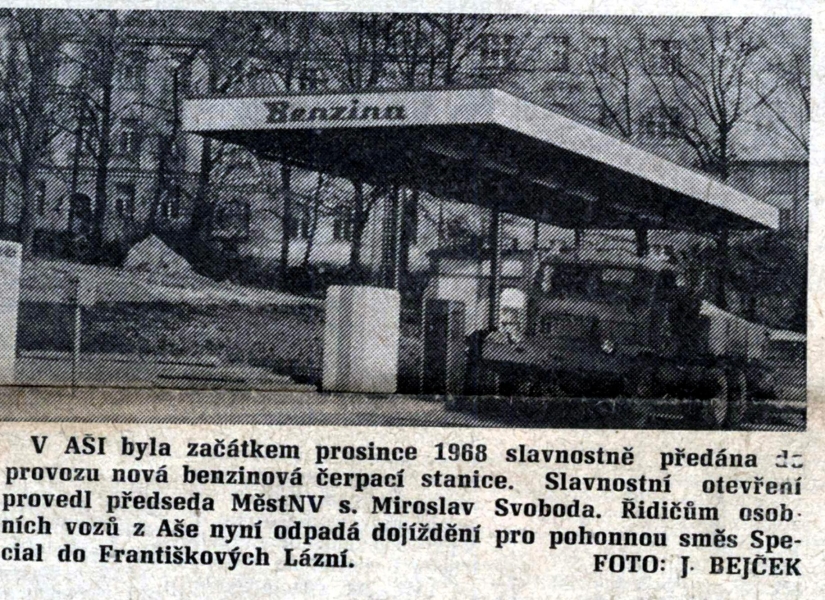 Benzina
V AŠI byla začátkem prosince 1968 slavnostně předána do
provozu nová benzinová čerpací stanice. Slavnostní otevření
provedl předseda MěstNV s. Miroslav Svoboda. Řidičům osob-
ních vozů z Aše nyní odpadá dojíždění pro pohonnou směs Spe-
cial do Františkových Lázní. FOTO: J. BEJČEK